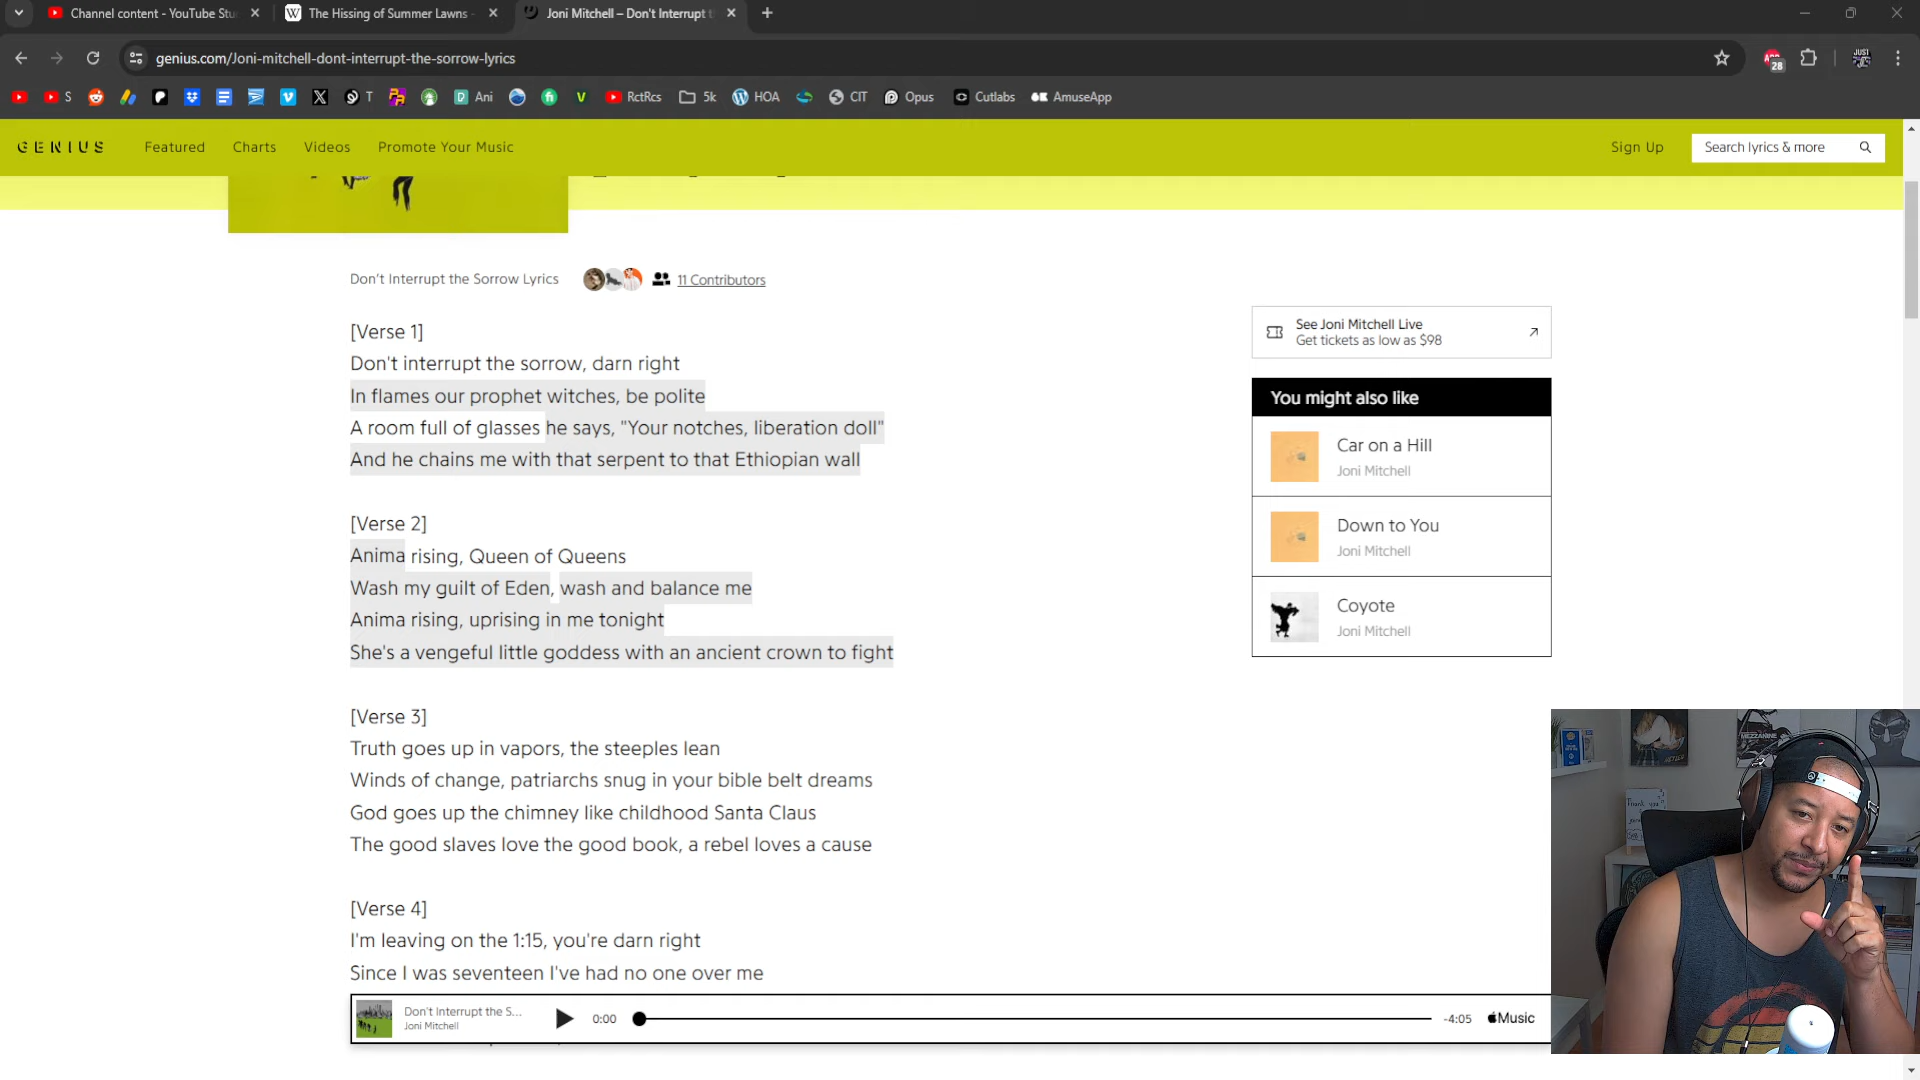 Channel content - YouTube Stu
The Hissing of Summer Lawns -
Joni Mitchell – Don't Interrupt t
genius.com/Joni-mitchell-dont-interrupt-the-sorrow-lyrics
28
JUST
S
T
Ani
RctRcs
5k
HOA
CIT
Opus
Cutlabs
AmuseApp
GENIUS
Featured
Charts
Videos
Promote Your Music
Sign Up
Search lyrics & more
Don't Interrupt the Sorrow Lyrics
11 Contributors
[Verse 1]
Don't interrupt the sorrow, darn right
In flames our prophet witches, be polite
A room full of glasses he says, "Your notches, liberation doll"
And he chains me with that serpent to that Ethiopian wall
[Verse 2]
Anima rising, Queen of Queens
Wash my guilt of Eden, wash and balance me
Anima rising, uprising in me tonight
She's a vengeful little goddess with an ancient crown to fight
[Verse 3]
Truth goes up in vapors, the steeples lean
Winds of change, patriarchs snug in your bible belt dreams
God goes up the chimney like childhood Santa Claus
The good slaves love the good book, a rebel loves a cause
[Verse 4]
I'm leaving on the 1:15, you're darn right
Since I was seventeen I've had no one over me
See Joni Mitchell Live
Get tickets as low as $98
You might also like
Car on a Hill
Joni Mitchell
Down to You
Joni Mitchell
Coyote
Joni Mitchell
Don't Interrupt the S...
Joni Mitchell
0:00
-4:05
Music
MEZZANINE
Thank you